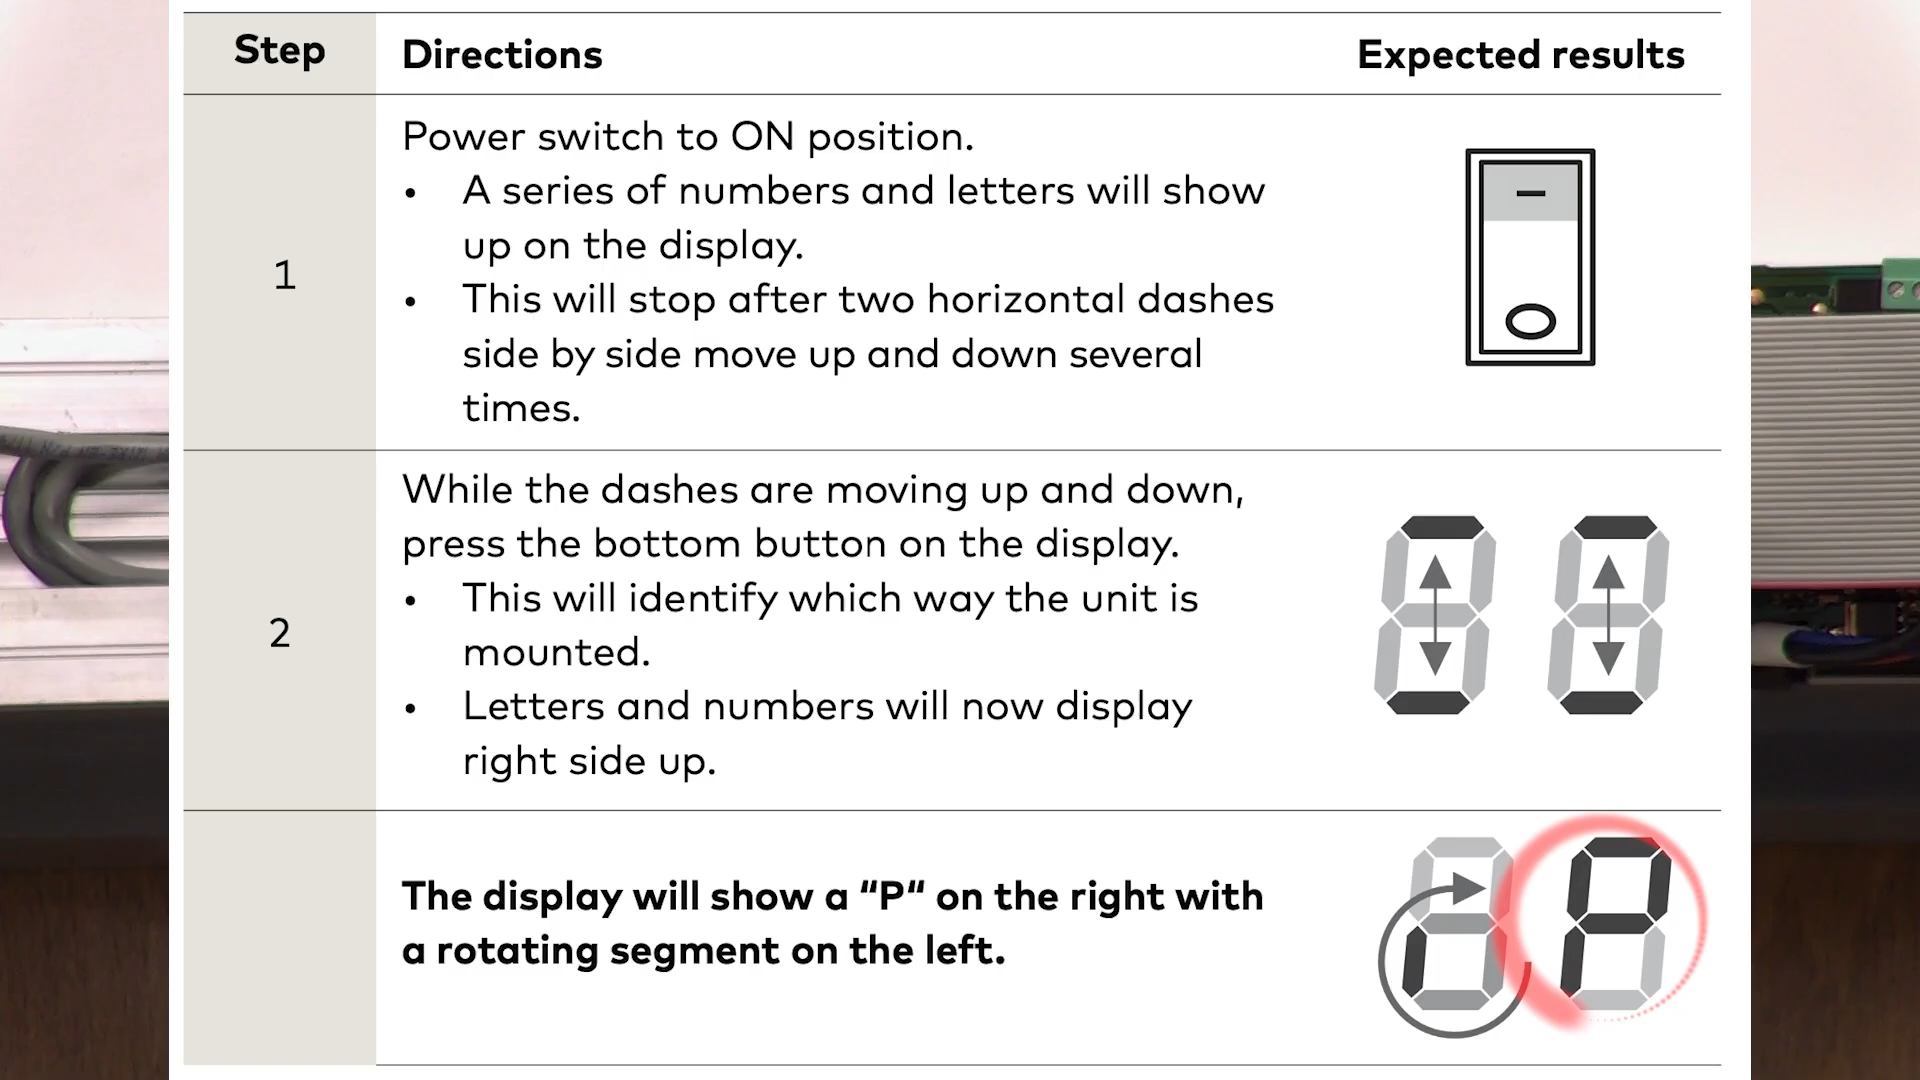 Step Directions Expected results
Power switch to ON position.
• A series of numbers and letters will show
up on the display.
1
• This will stop after two horizontal dashes
side by side move up and down several
times.
While the dashes are moving up and down,
press the bottom button on the display.
• This will identify which way the unit is
2
mounted.
• Letters and numbers will now display
right side up.
The display will show a “P“ on the right with
a rotating segment on the left.
P